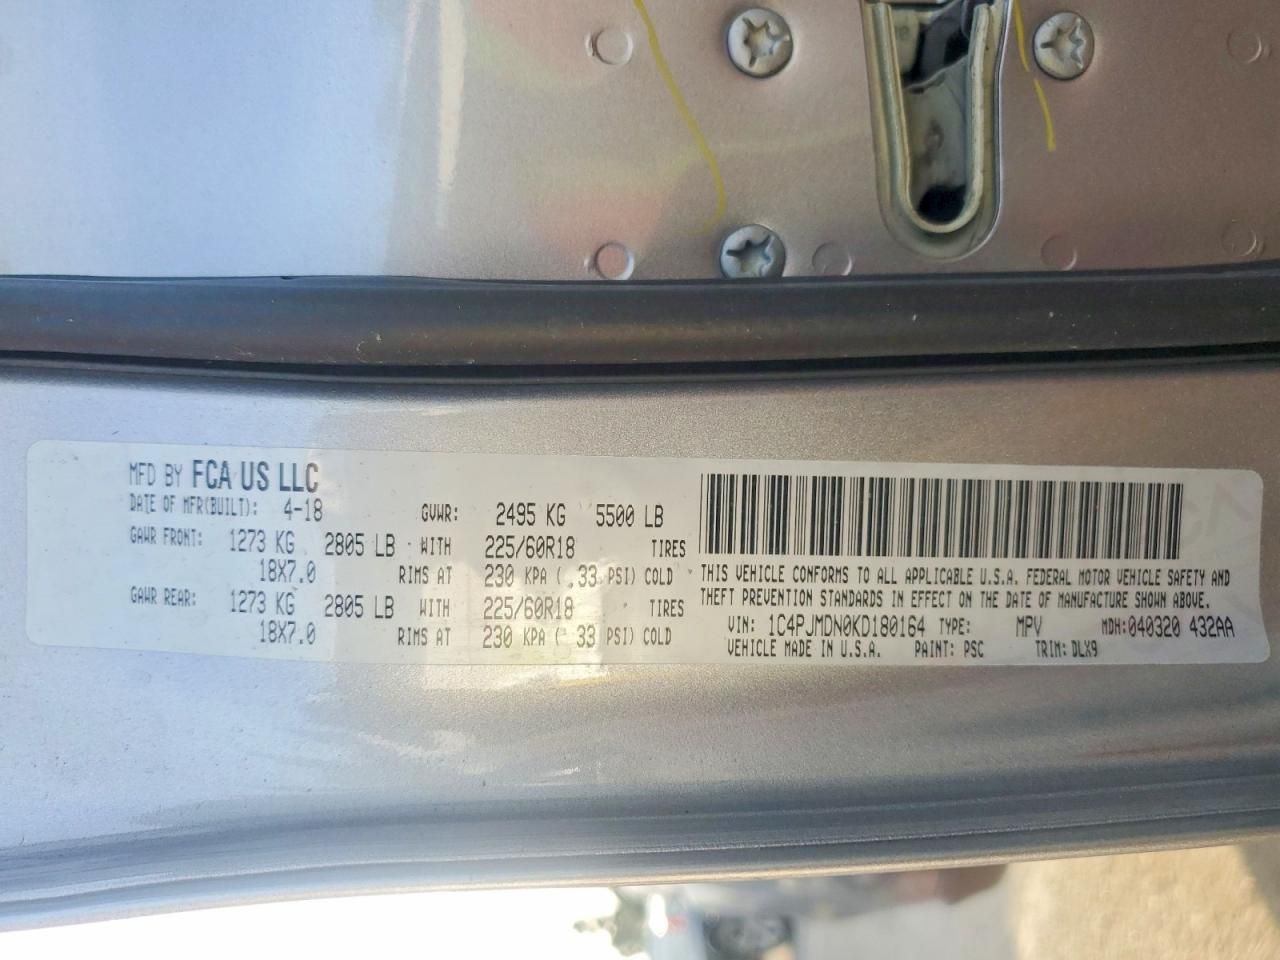 MFD BY FCA US LLC
DATE OF MFR(BUILT): 4-18 GVWR: 2495 KG 5500 LB
GAWR FRONT: 1273 KG 2805 LB WITH 225/60R18 TIRES
18X7.0 RIMS AT 230 KPA ( 33 PSI) COLD
GAWR REAR: 1273 KG 2805 LB WITH 225/60R18 TIRES
18X7.0 RIMS AT 230 KPA ( 33 PSI) COLD
THIS VEHICLE CONFORMS TO ALL APPLICABLE U.S.A. FEDERAL MOTOR VEHICLE SAFETY AND
THEFT PREVENTION STANDARDS IN EFFECT ON THE DATE OF MANUFACTURE SHOWN ABOVE.
VIN: 1C4PJMDN0KD180164 TYPE: MPV MDH: 040320 432AA
VEHICLE MADE IN U.S.A. PAINT: PSC TRIM: DLX9